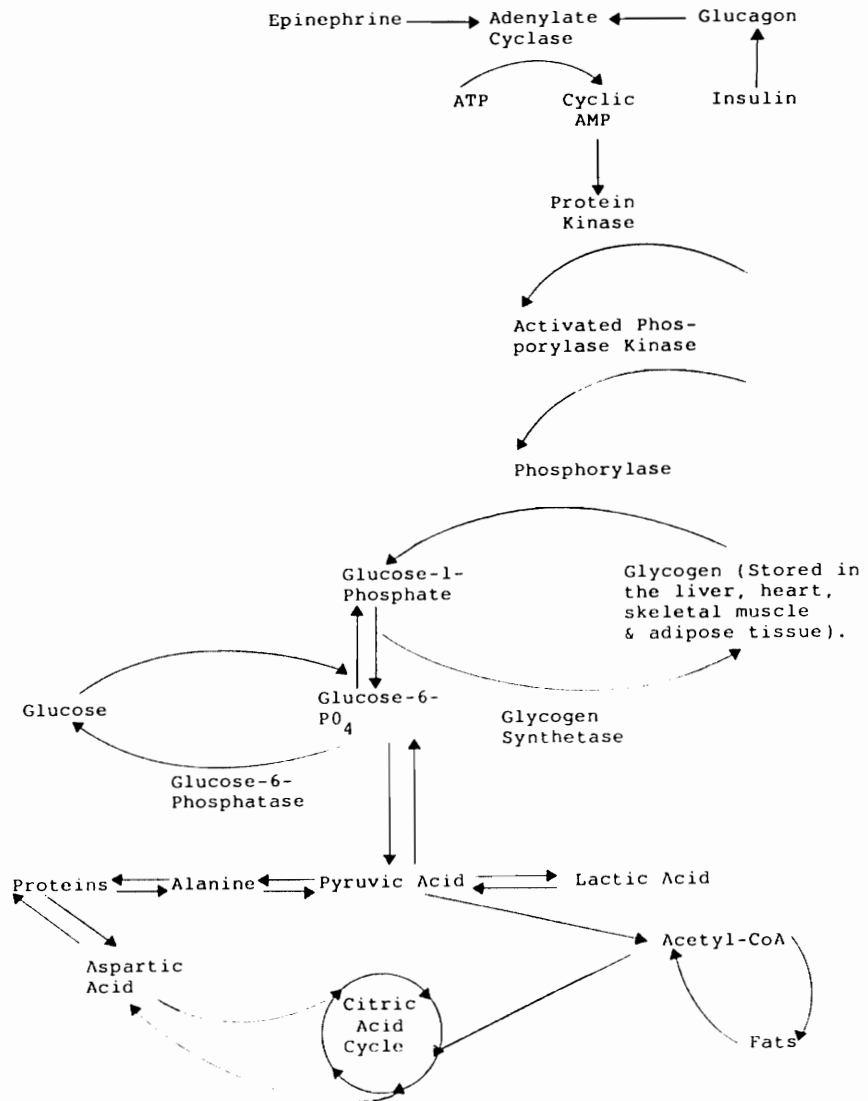 Epinephrine
Adenylate
Cyclase
Glucagon
ATP
Cyclic
AMP
Insulin
Protein
Kinase
Activated Phos-
porylase Kinase
Phosphorylase
Glucose-1-
Phosphate
Glycogen (Stored in
the liver, heart,
skeletal muscle
& adipose tissue).
Glucose
Glucose-6-
PO4
Glycogen
Synthetase
Glucose-6-
Phosphatase
Proteins
Alanine
Pyruvic Acid
Lactic Acid
Aspartic
Acid
Acetyl-CoA
Citric
Acid
Cycle
Fats